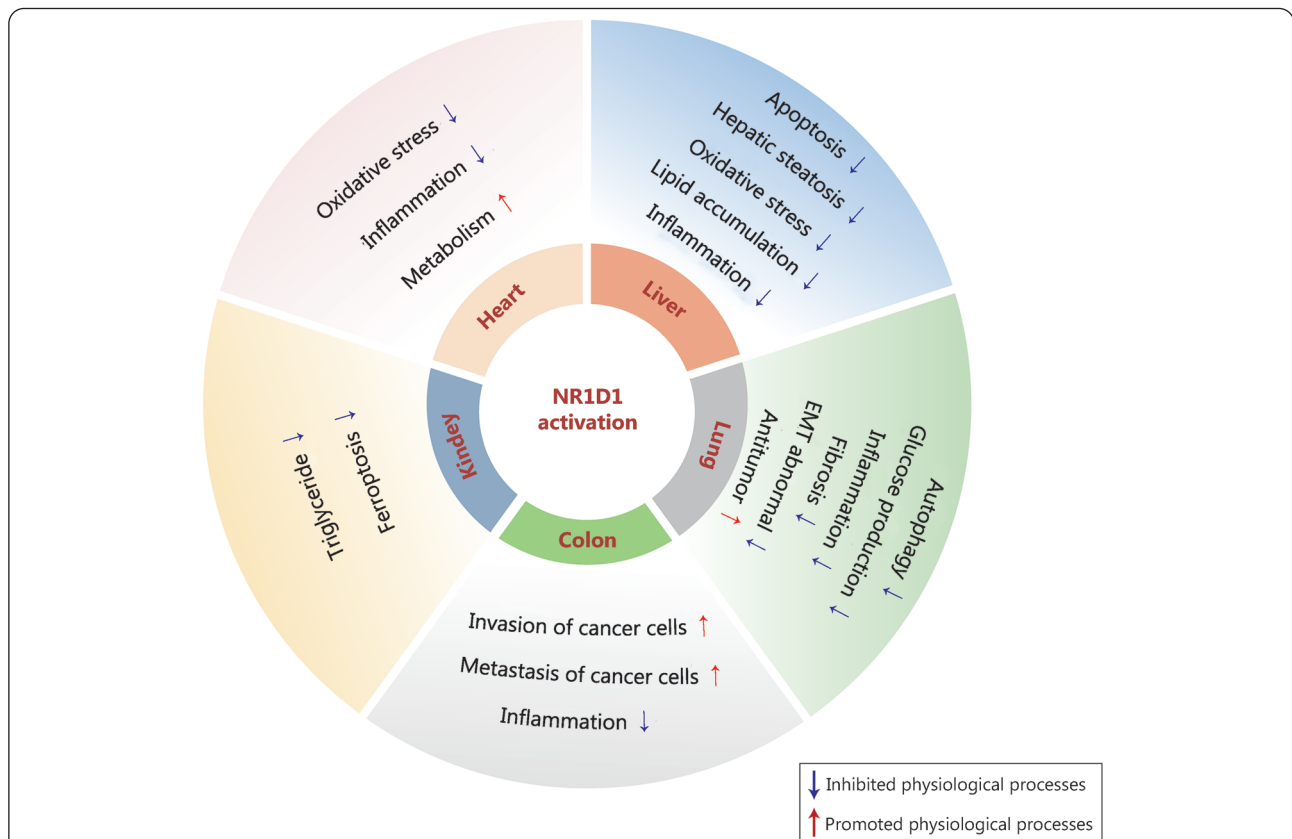 NR1D1
activation
Heart
Oxidative stress ↓
Inflammation ↓
Metabolism ↑
Liver
Apoptosis ↓
Hepatic steatosis ↓
Oxidative stress ↓
Lipid accumulation ↓
Inflammation ↓
Lung
Autophagy ↓
Glucose production ↓
Inflammation ↓
Fibrosis ↓
EMT abnormal ↓
Antitumor ↑
Colon
Invasion of cancer cells ↑
Metastasis of cancer cells ↑
Inflammation ↓
Kindey
Ferroptosis ↓
Triglyceride ↓
↓ Inhibited physiological processes
↑ Promoted physiological processes